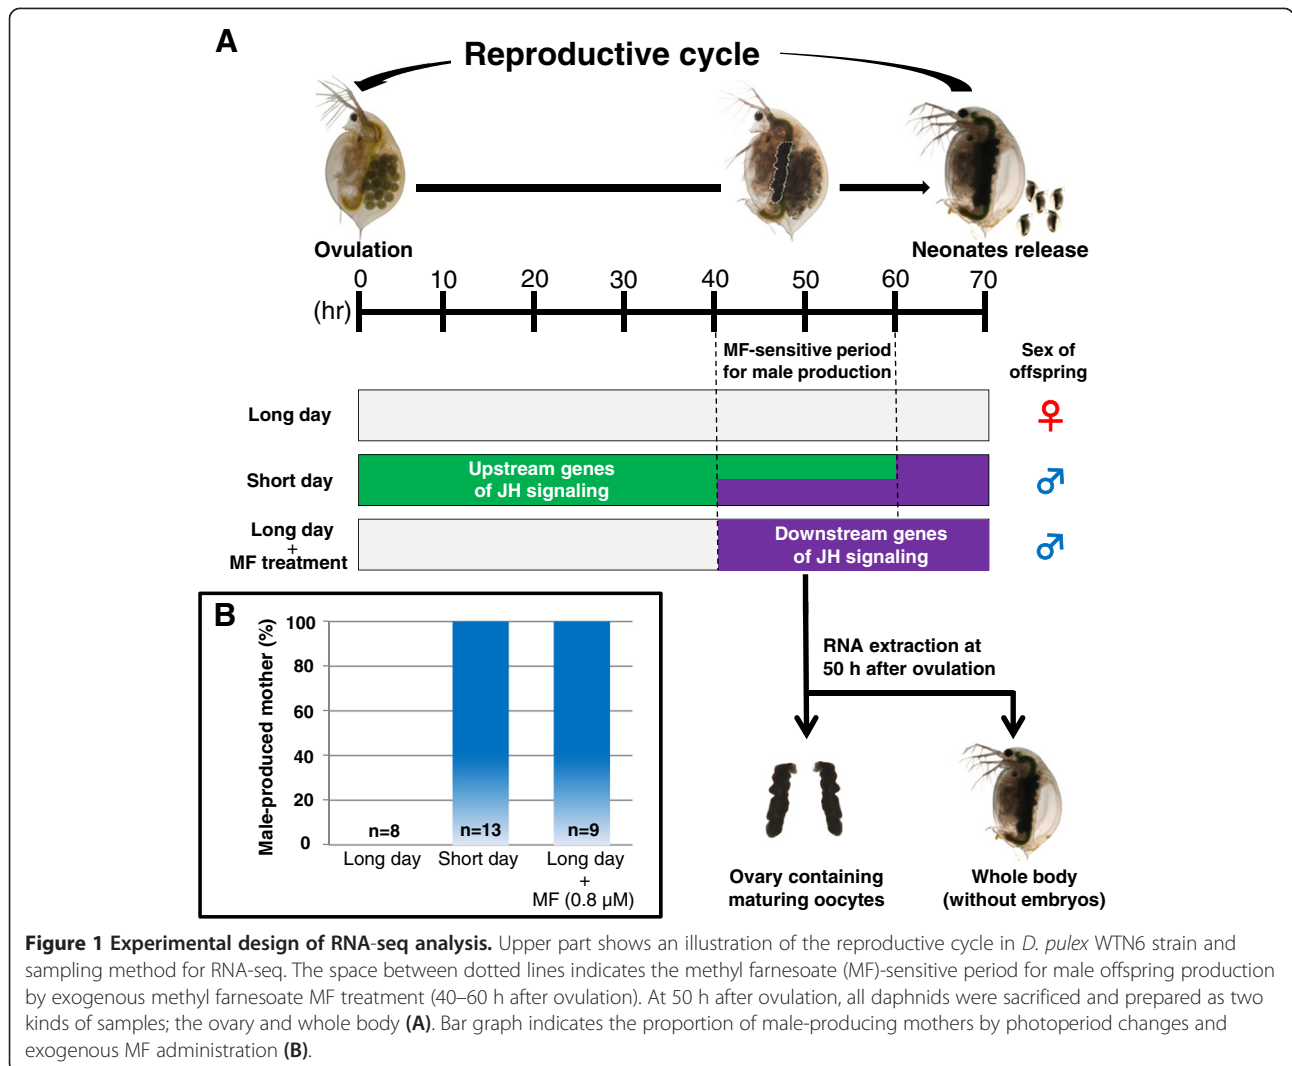 A
Reproductive cycle
Ovulation
Neonates release
0 10 20 30 40 50 60 70
(hr)
MF-sensitive period
for male production
Sex of
offspring
Long day
♀
Short day
Upstream genes
of JH signaling
♂
Long day
+
MF treatment
Downstream genes
of JH signaling
♂
B
Male-produced mother (%)
100
80
60
40
20
0
n=8 n=13 n=9
Long day Short day Long day
+
MF (0.8 µM)
RNA extraction at
50 h after ovulation
Ovary containing
maturing oocytes
Whole body
(without embryos)
Figure 1 Experimental design of RNA-seq analysis. Upper part shows an illustration of the reproductive cycle in D. pulex WTN6 strain and
sampling method for RNA-seq. The space between dotted lines indicates the methyl farnesoate (MF)-sensitive period for male offspring production
by exogenous methyl farnesoate MF treatment (40–60 h after ovulation). At 50 h after ovulation, all daphnids were sacrificed and prepared as two
kinds of samples; the ovary and whole body (A). Bar graph indicates the proportion of male-producing mothers by photoperiod changes and
exogenous MF administration (B).